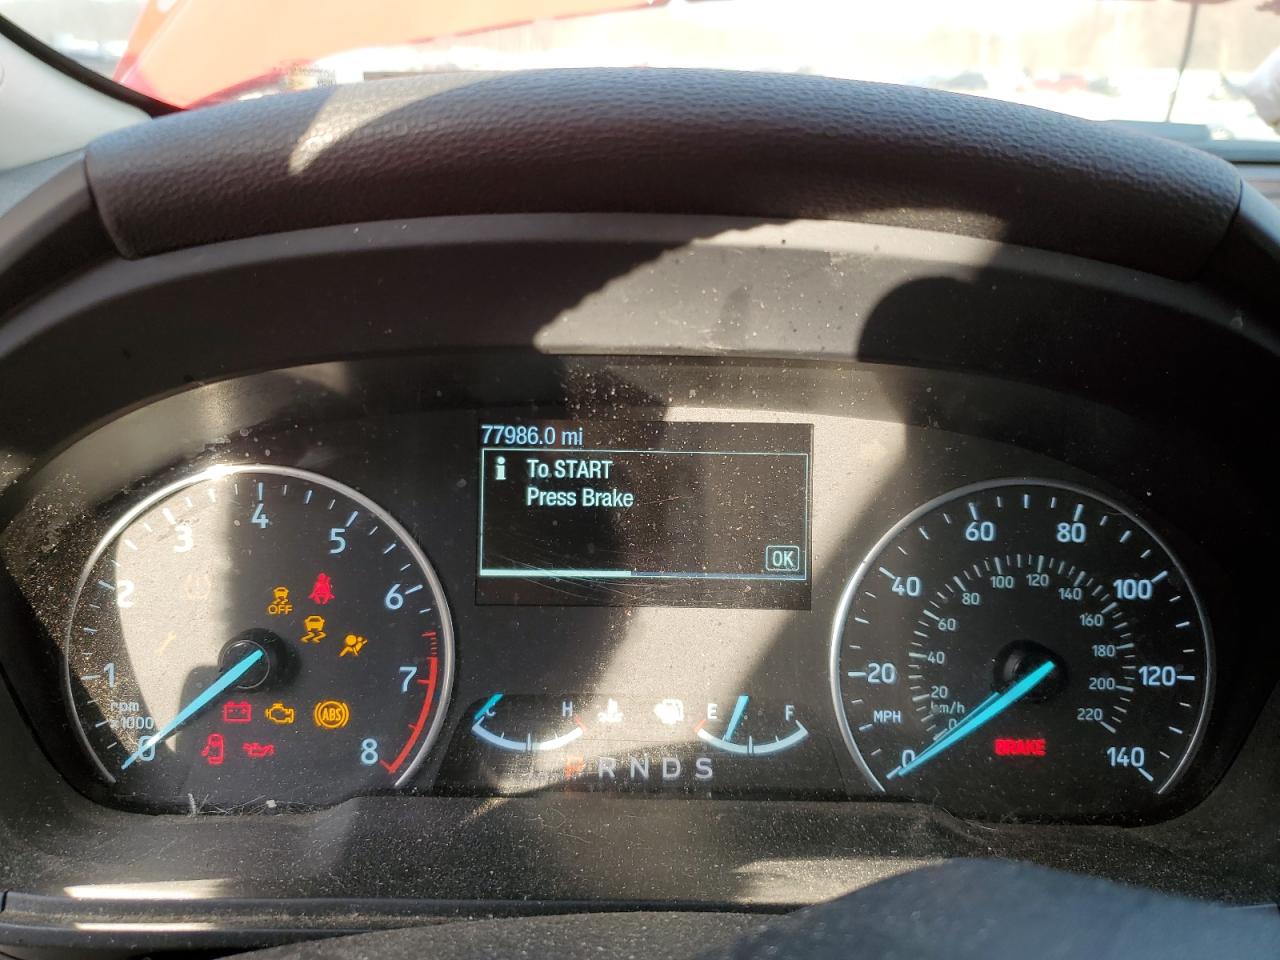 77986.0 mi
i To START
Press Brake
OK
0 1 2 3 4 5 6 7 8
rpm
x1000
OFF
ABS
C H
E F
P R N D S
0 20 40 60 80 100 120 140
MPH
0 20 40 60 80 100 120 140 160 180 200 220
km/h
BRAKE